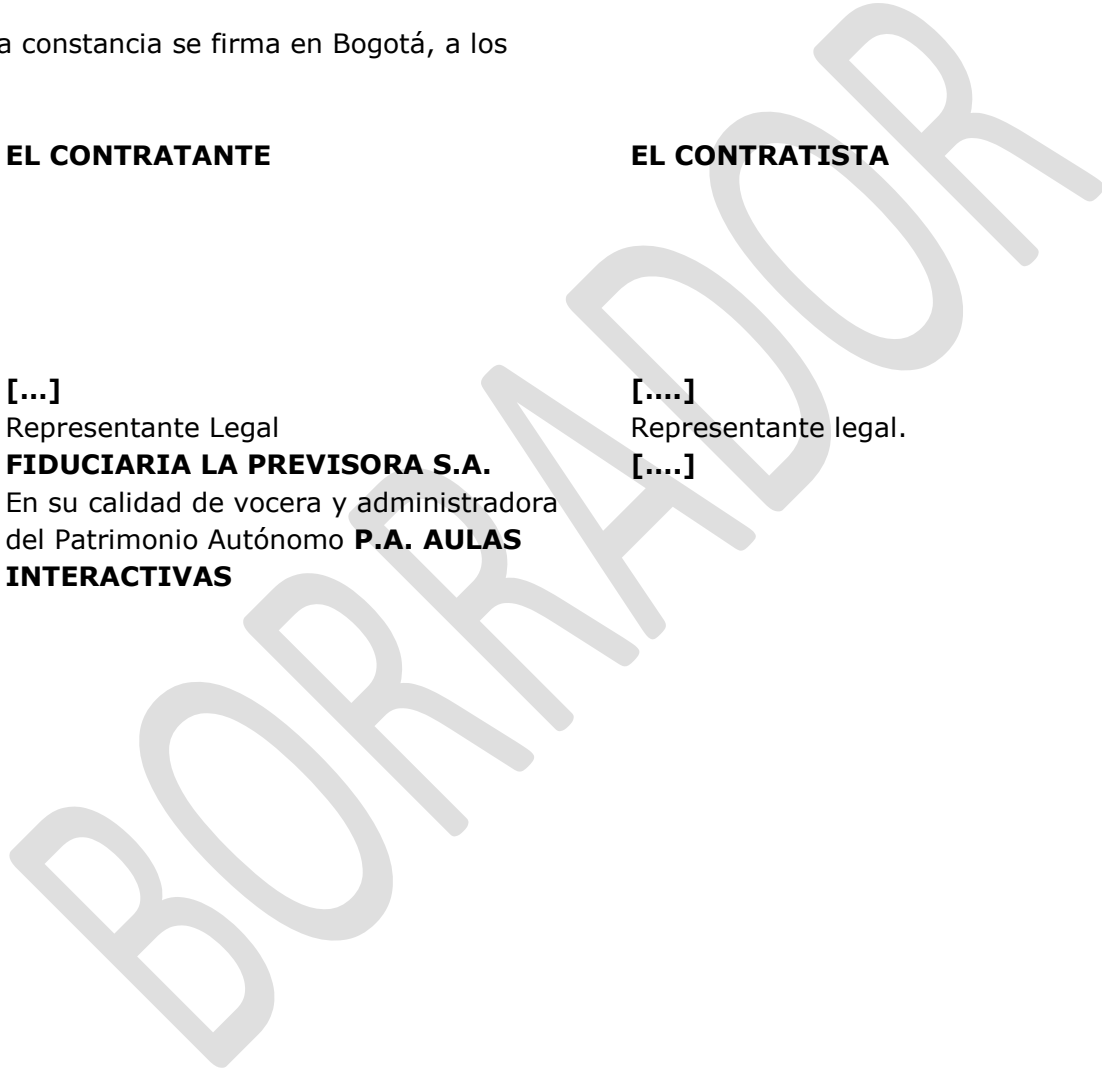 a constancia se firma en Bogotá, a los
EL CONTRATANTE
EL CONTRATISTA
[...]
Representante Legal
FIDUCIARIA LA PREVISORA S.A.
En su calidad de vocera y administradora
del Patrimonio Autónomo P.A. AULAS
INTERACTIVAS
[....]
Representante legal.
[....]
BORRADOR